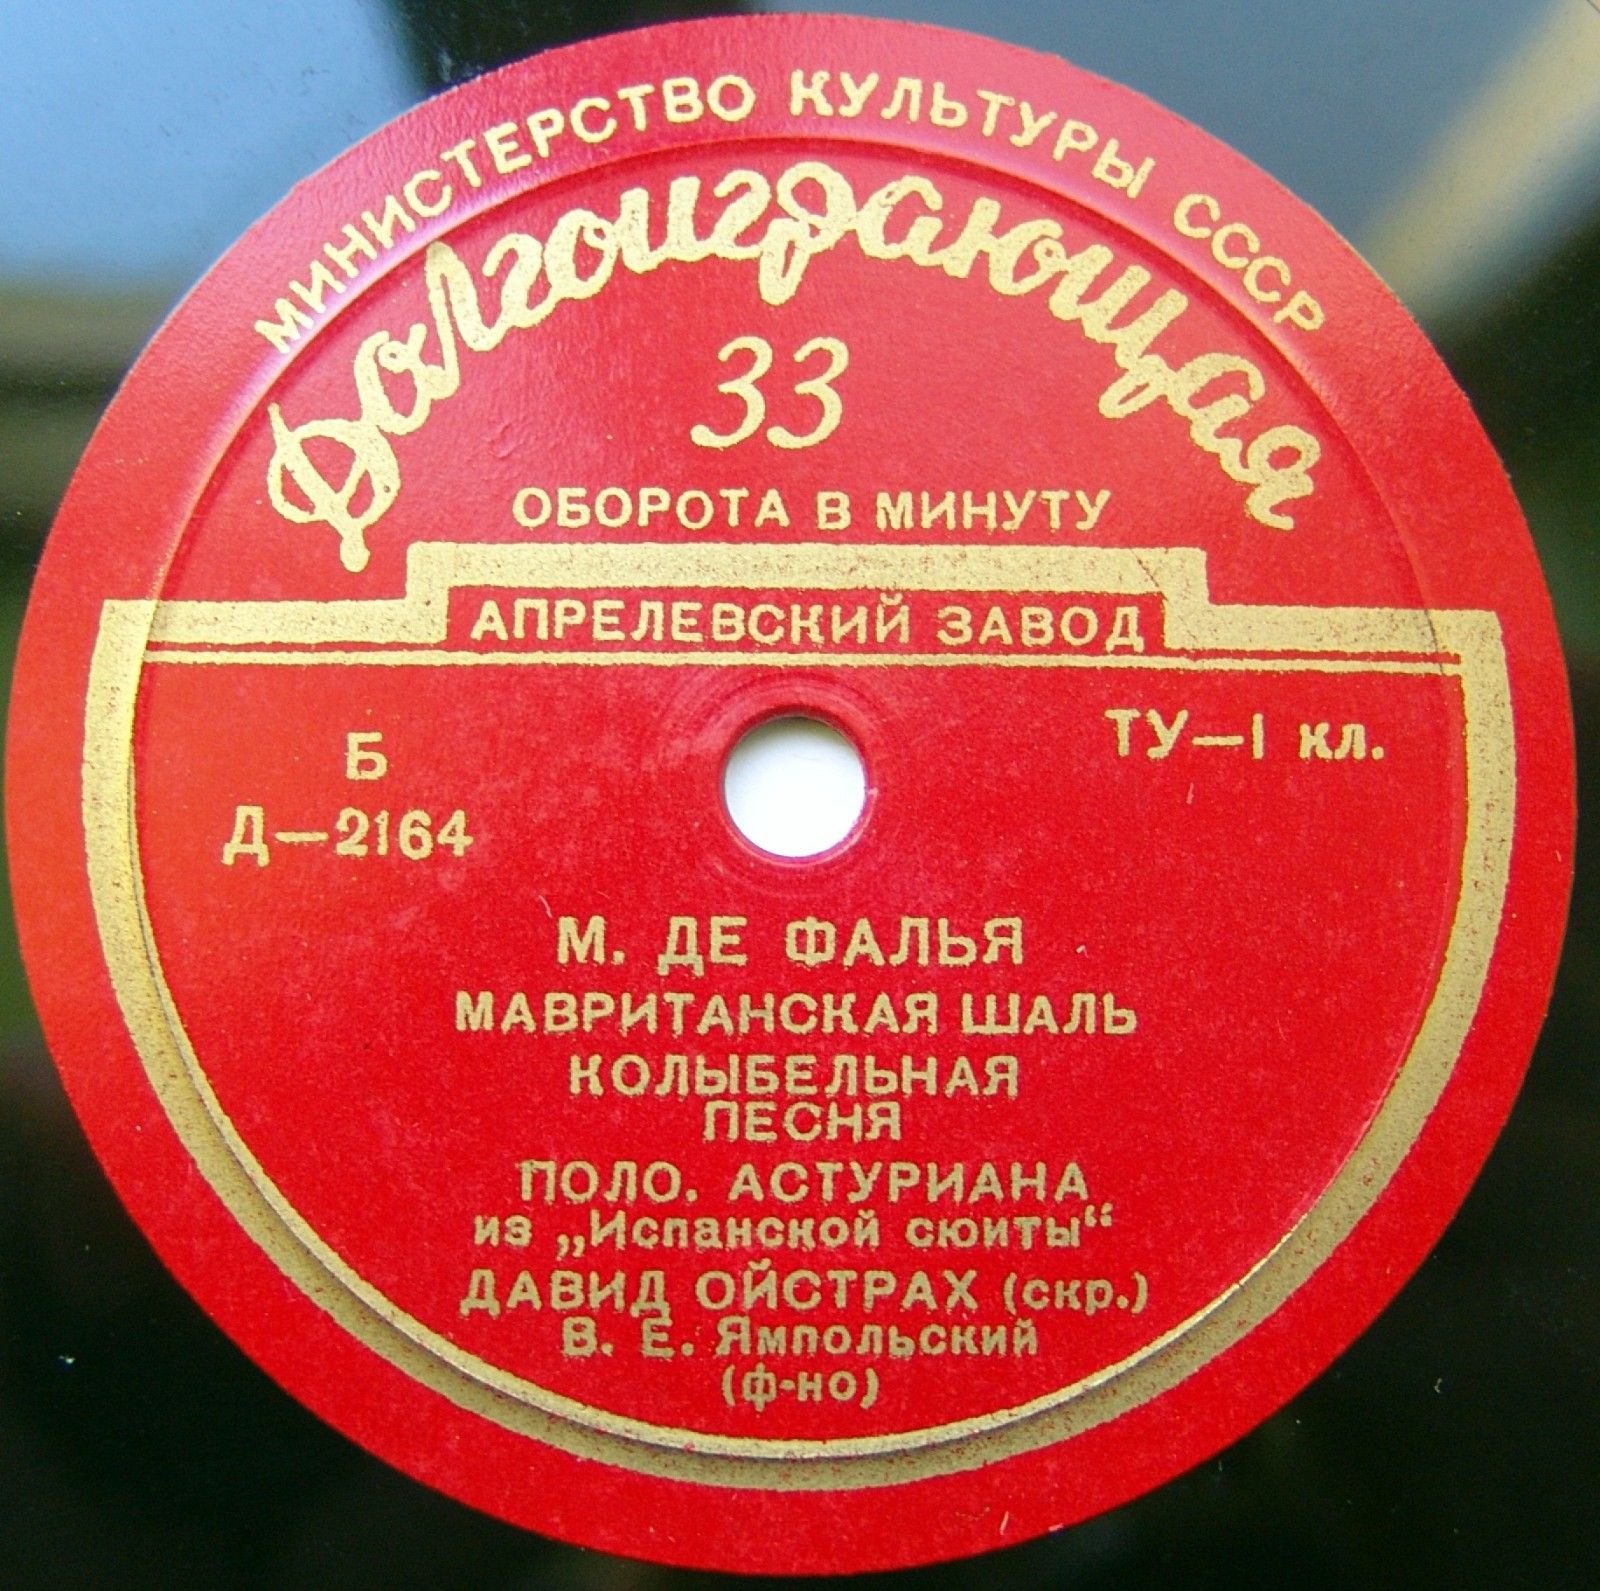 МИНИСТЕРСТВО КУЛЬТУРЫ СССР
Долгоиграющая
33
ОБОРОТА В МИНУТУ
АПРЕЛЕВСКИЙ ЗАВОД
Б
Д—2164
ТУ—1 кл.
М. ДЕ ФАЛЬЯ
МАВРИТАНСКАЯ ШАЛЬ
КОЛЫБЕЛЬНАЯ
ПЕСНЯ
ПОЛО. АСТУРИАНА
из „Испанской сюиты“
ДАВИД ОЙСТРАХ (скр.)
В. Е. Ямпольский
(ф-но)